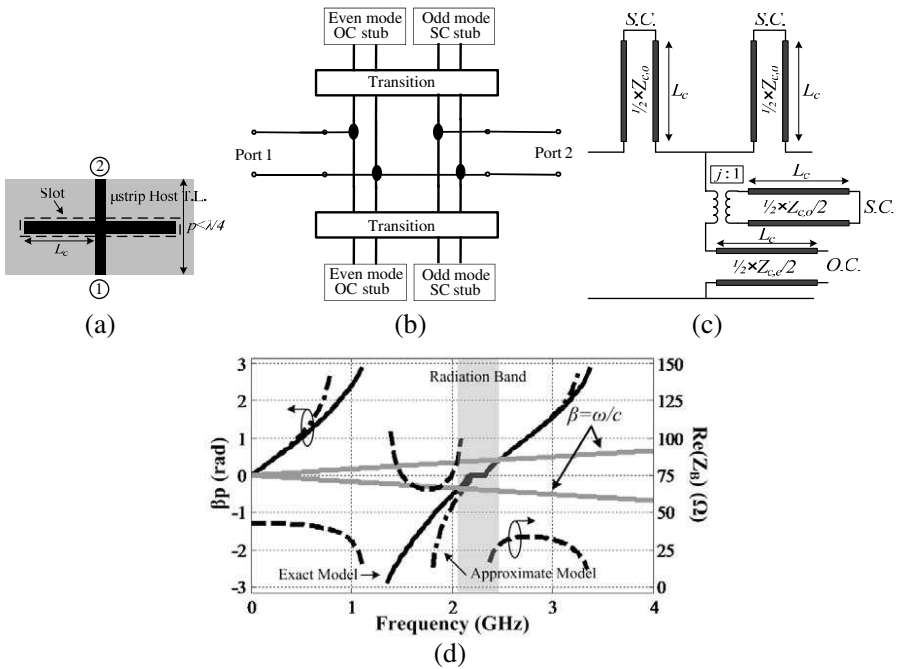 ②
Slot
μstrip Host T.L.
p<λ/4
L_c
①
(a)
Even mode
OC stub
Odd mode
SC stub
Transition
Port 1
Port 2
Transition
Even mode
OC stub
Odd mode
SC stub
(b)
S.C.
S.C.
½×Z_c,o
L_c
½×Z_c,o
L_c
j : 1
L_c
½×Z_c,o/2
S.C.
L_c
½×Z_c,e/2
O.C.
(c)
βp (rad)
3
2
1
0
-1
-2
-3
Radiation Band
β=ω/c
Exact Model
Approximate Model
150
125
100
75
50
25
0
Re(Z_B) (Ω)
0
1
2
3
4
Frequency (GHz)
(d)